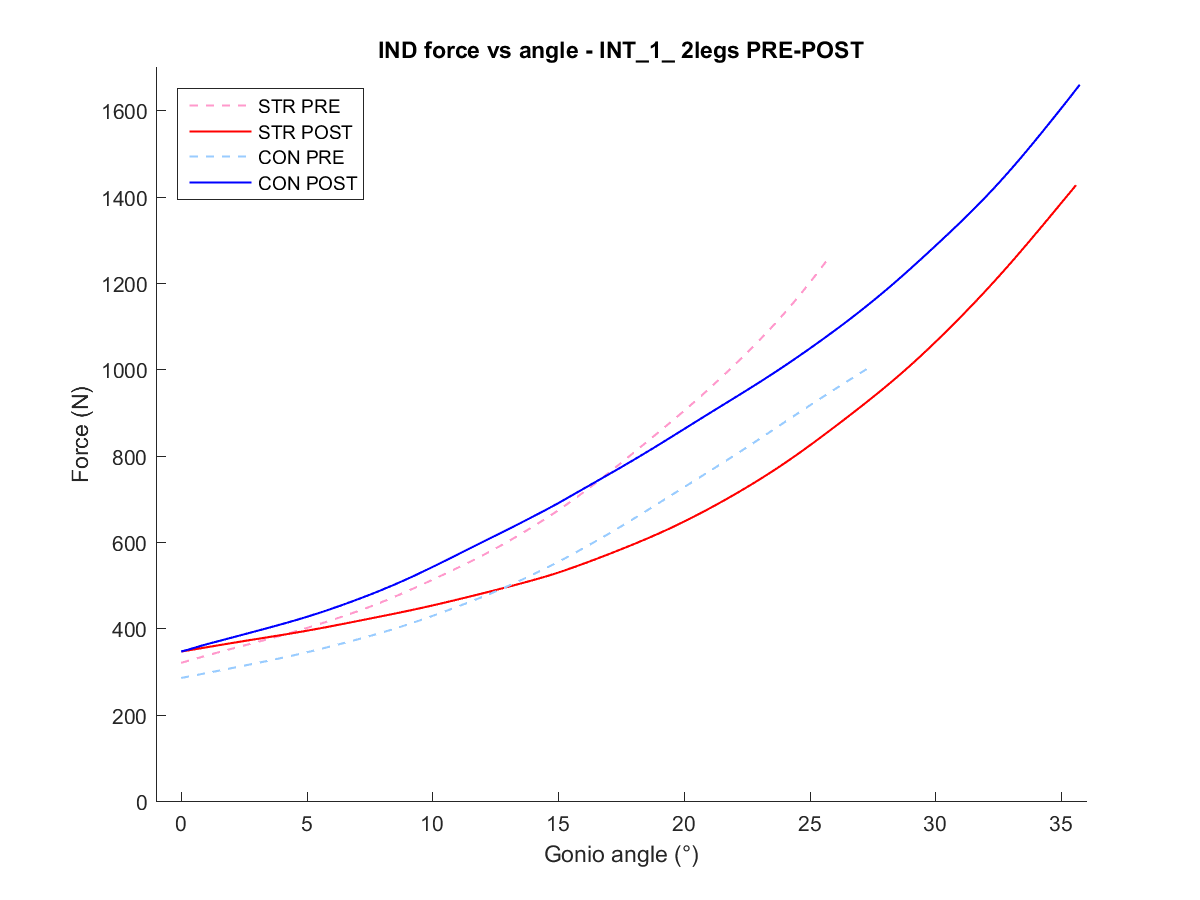 IND force vs angle - INT_1_ 2legs PRE-POST
STR PRE
STR POST
CON PRE
CON POST
1600
1400
1200
1000
800
600
400
200
0
Force (N)
0 5 10 15 20 25 30 35
Gonio angle (°)